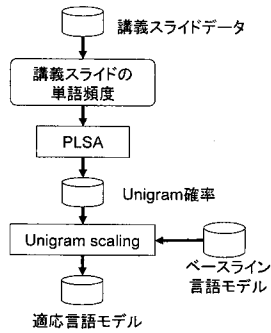 講義スライドデータ
講義スライドの
単語頻度
PLSA
Unigram確率
Unigram scaling
ベースライン
言語モデル
適応言語モデル